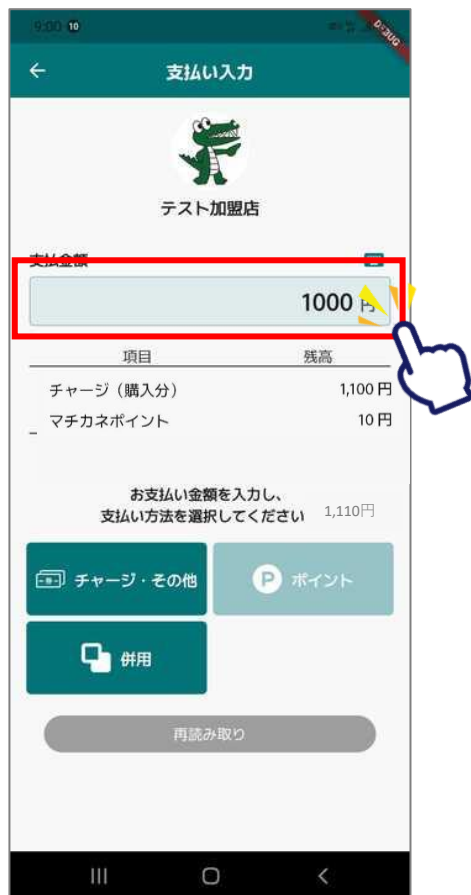 9:00 10
DEBUG
支払い入力
テスト加盟店
支払金額
1000 円
項目 残高
チャージ（購入分） 1,100 円
マチカネポイント 10 円
お支払い金額を入力し、
支払い方法を選択してください 1,110円
チャージ・その他 P ポイント
併用
再読み取り